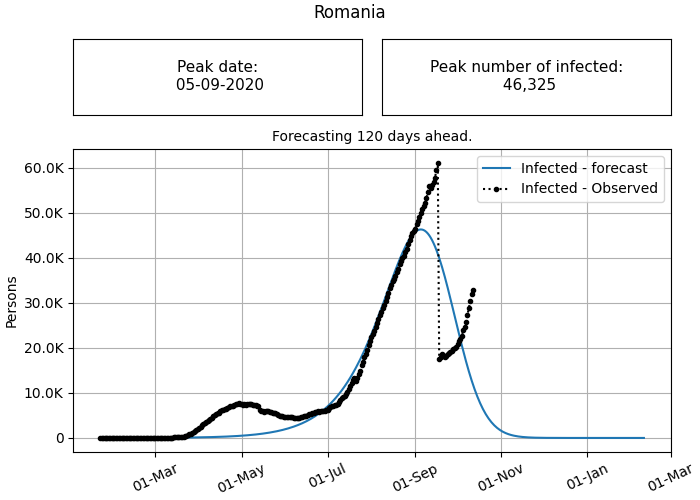 Romania
Peak date:
05-09-2020
Peak number of infected:
46,325
Forecasting 120 days ahead.
Infected - forecast
Infected - Observed
60.0K
50.0K
40.0K
30.0K
20.0K
10.0K
0
Persons
01-Mar
01-May
01-Jul
01-Sep
01-Nov
01-Jan
01-Mar